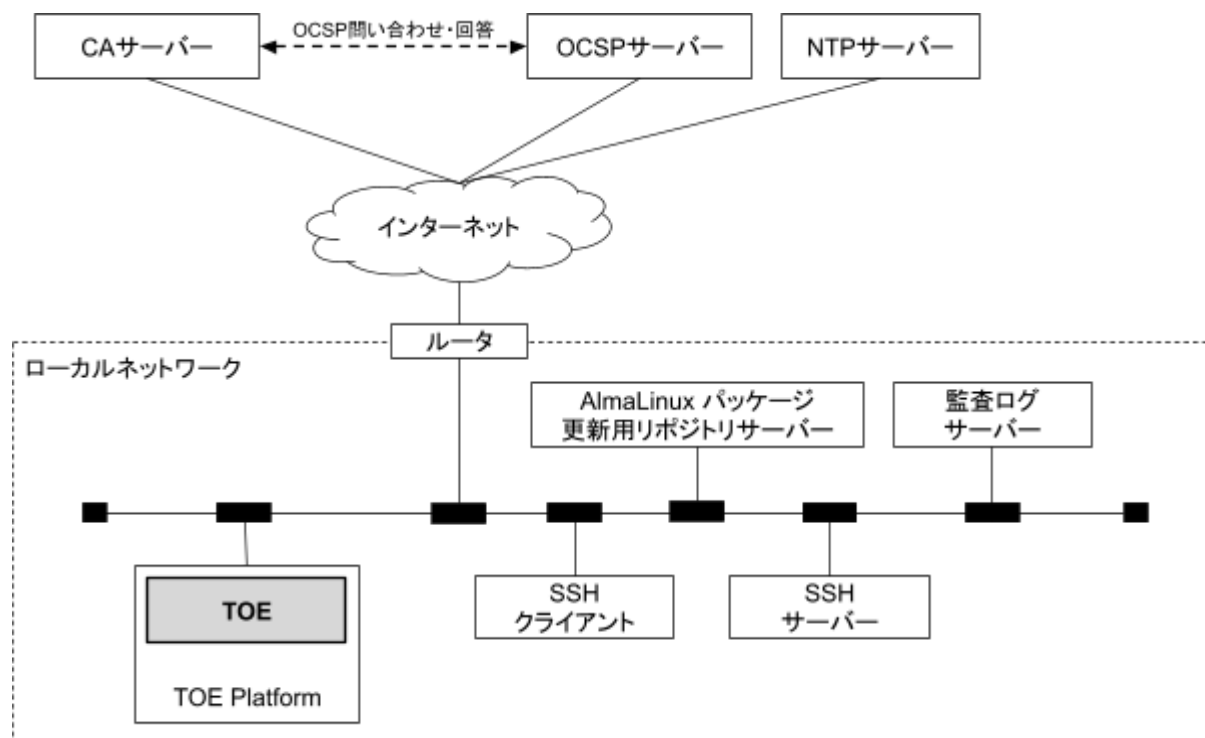 OCSP問い合わせ・回答
CAサーバー
OCSPサーバー
NTPサーバー
インターネット
ルータ
ローカルネットワーク
AlmaLinux パッケージ
更新用リポジトリサーバー
監査ログ
サーバー
TOE
TOE Platform
SSH
クライアント
SSH
サーバー